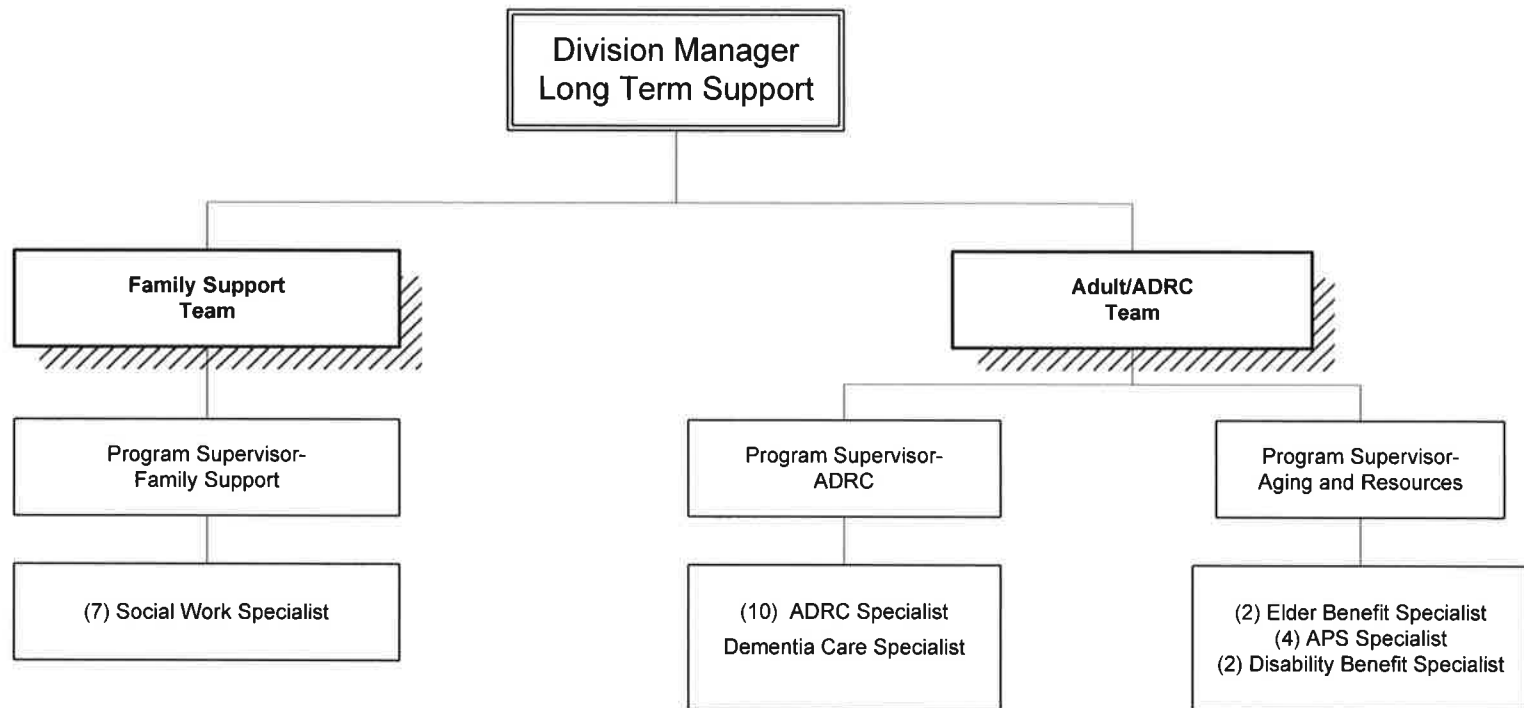 Division Manager
Long Term Support
Family Support
Team
Adult/ADRC
Team
Program Supervisor-
Family Support
Program Supervisor-
ADRC
Program Supervisor-
Aging and Resources
(7) Social Work Specialist
(10) ADRC Specialist
Dementia Care Specialist
(2) Elder Benefit Specialist
(4) APS Specialist
(2) Disability Benefit Specialist